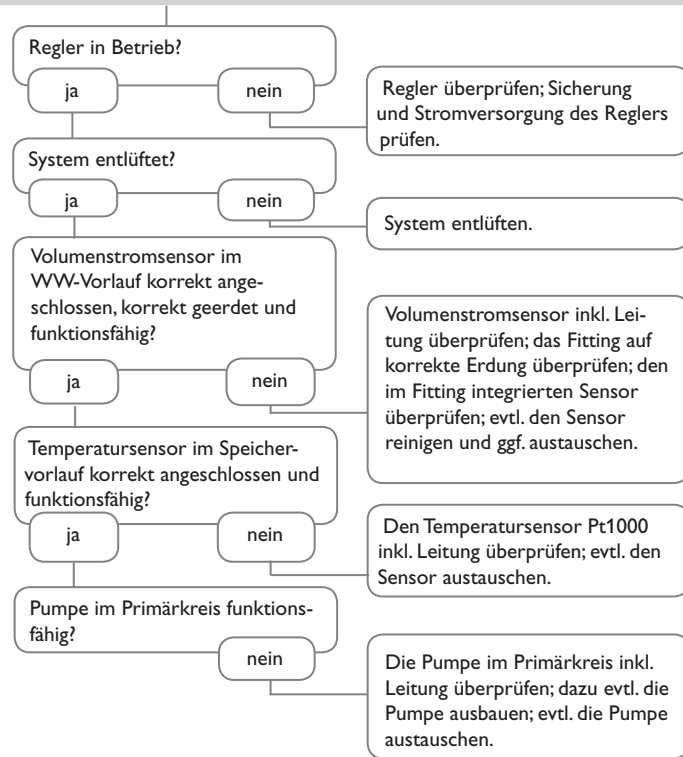 Regler in Betrieb?
ja
nein
Regler überprüfen; Sicherung
und Stromversorgung des Reglers
prüfen.
System entlüftet?
ja
nein
System entlüften.
Volumenstromsensor im
WW-Vorlauf korrekt ange-
schlossen, korrekt geerdet und
funktionsfähig?
ja
nein
Volumenstromsensor inkl. Lei-
tung überprüfen; das Fitting auf
korrekte Erdung überprüfen; den
im Fitting integrierten Sensor
überprüfen; evtl. den Sensor
reinigen und ggf. austauschen.
Temperatursensor im Speicher-
vorlauf korrekt angeschlossen und
funktionsfähig?
ja
nein
Den Temperatursensor Pt1000
inkl. Leitung überprüfen; evtl. den
Sensor austauschen.
Pumpe im Primärkreis funktions-
fähig?
nein
Die Pumpe im Primärkreis inkl.
Leitung überprüfen; dazu evtl. die
Pumpe ausbauen; evtl. die Pumpe
austauschen.